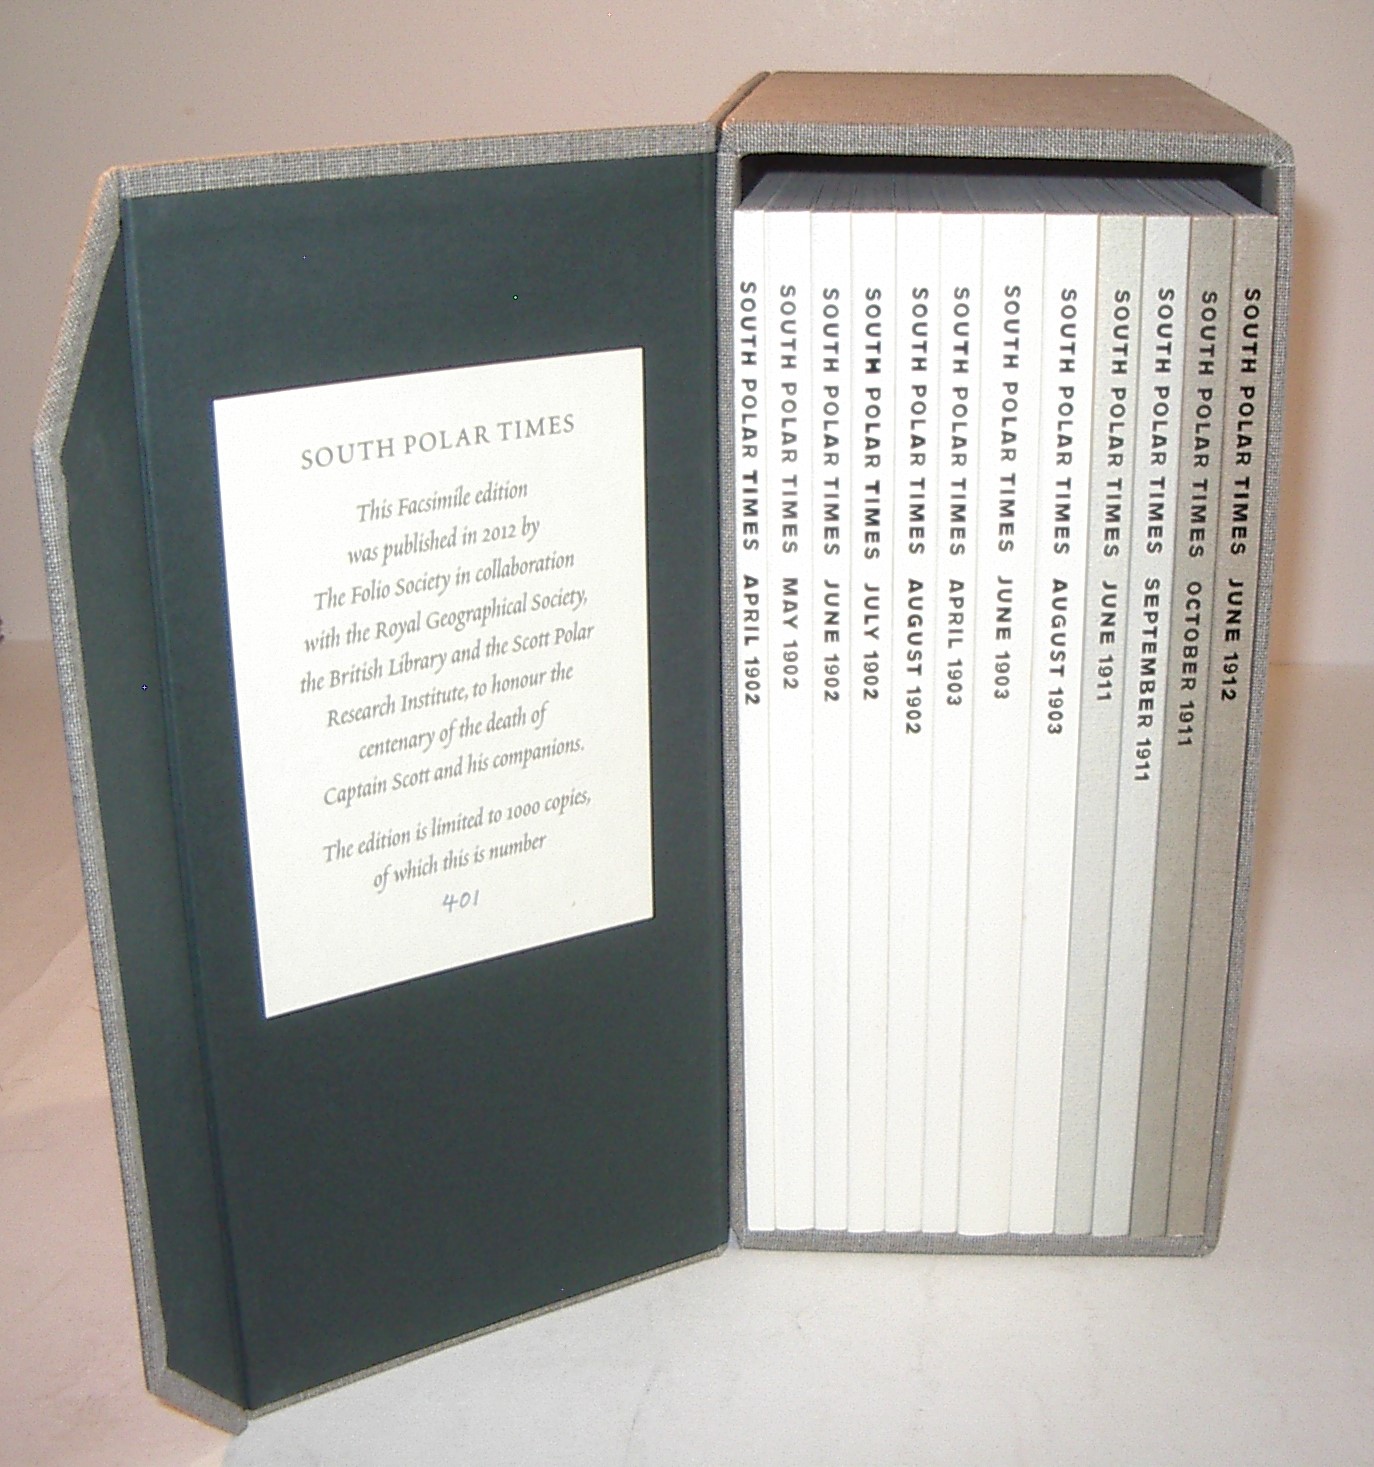 SOUTH POLAR TIMES
This Facsimile edition
was published in 2012 by
The Folio Society in collaboration
with the Royal Geographical Society,
the British Library and the Scott Polar
Research Institute, to honour the
centenary of the death of
Captain Scott and his companions.
The edition is limited to 1000 copies,
of which this is number
401
SOUTH POLAR TIMES APRIL 1902
SOUTH POLAR TIMES MAY 1902
SOUTH POLAR TIMES JUNE 1902
SOUTH POLAR TIMES JULY 1902
SOUTH POLAR TIMES AUGUST 1902
SOUTH POLAR TIMES APRIL 1903
SOUTH POLAR TIMES JUNE 1903
SOUTH POLAR TIMES AUGUST 1903
SOUTH POLAR TIMES JUNE 1911
SOUTH POLAR TIMES SEPTEMBER 1911
SOUTH POLAR TIMES OCTOBER 1911
SOUTH POLAR TIMES JUNE 1912